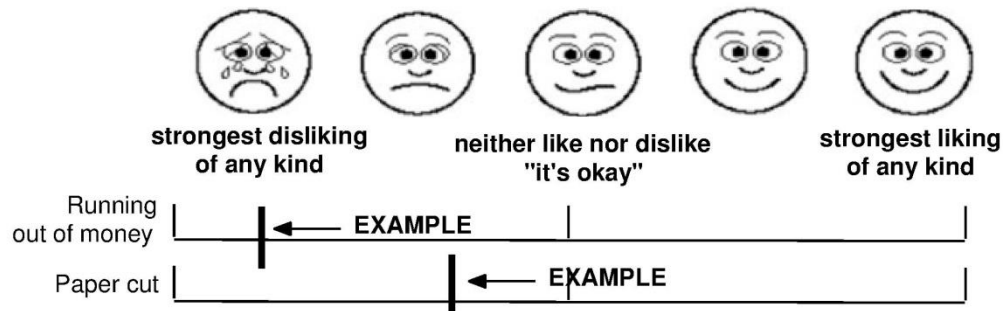 strongest disliking
of any kind
neither like nor dislike
"it's okay"
strongest liking
of any kind
Running
out of money
EXAMPLE
Paper cut
EXAMPLE